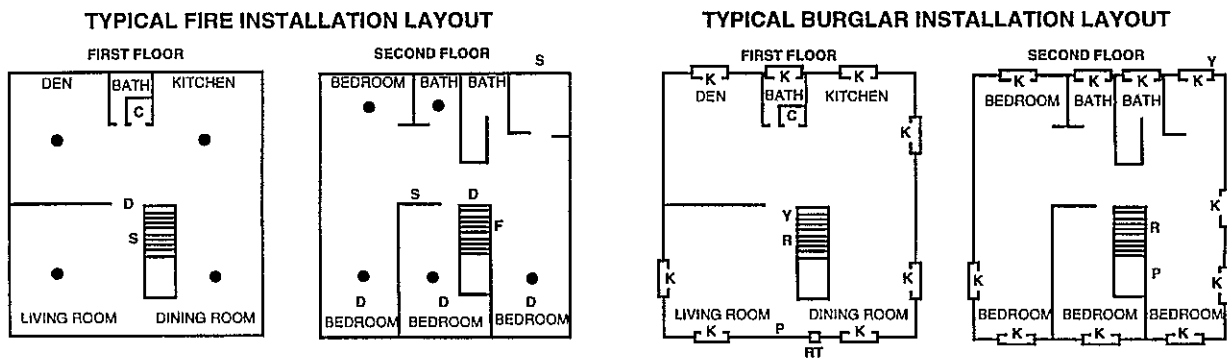 TYPICAL FIRE INSTALLATION LAYOUT
FIRST FLOOR
DEN BATH KITCHEN
C
D
S
LIVING ROOM DINING ROOM
SECOND FLOOR
S
BEDROOM BATH BATH
S D
F
D D D
BEDROOM BEDROOM BEDROOM
TYPICAL BURGLAR INSTALLATION LAYOUT
FIRST FLOOR
K K K
DEN BATH KITCHEN
C
K
Y
R
K K
LIVING ROOM P DINING ROOM
K K
RT
SECOND FLOOR
Y
K K K K
BEDROOM BATH BATH
K
R
K P K
BEDROOM BEDROOM BEDROOM
K K K